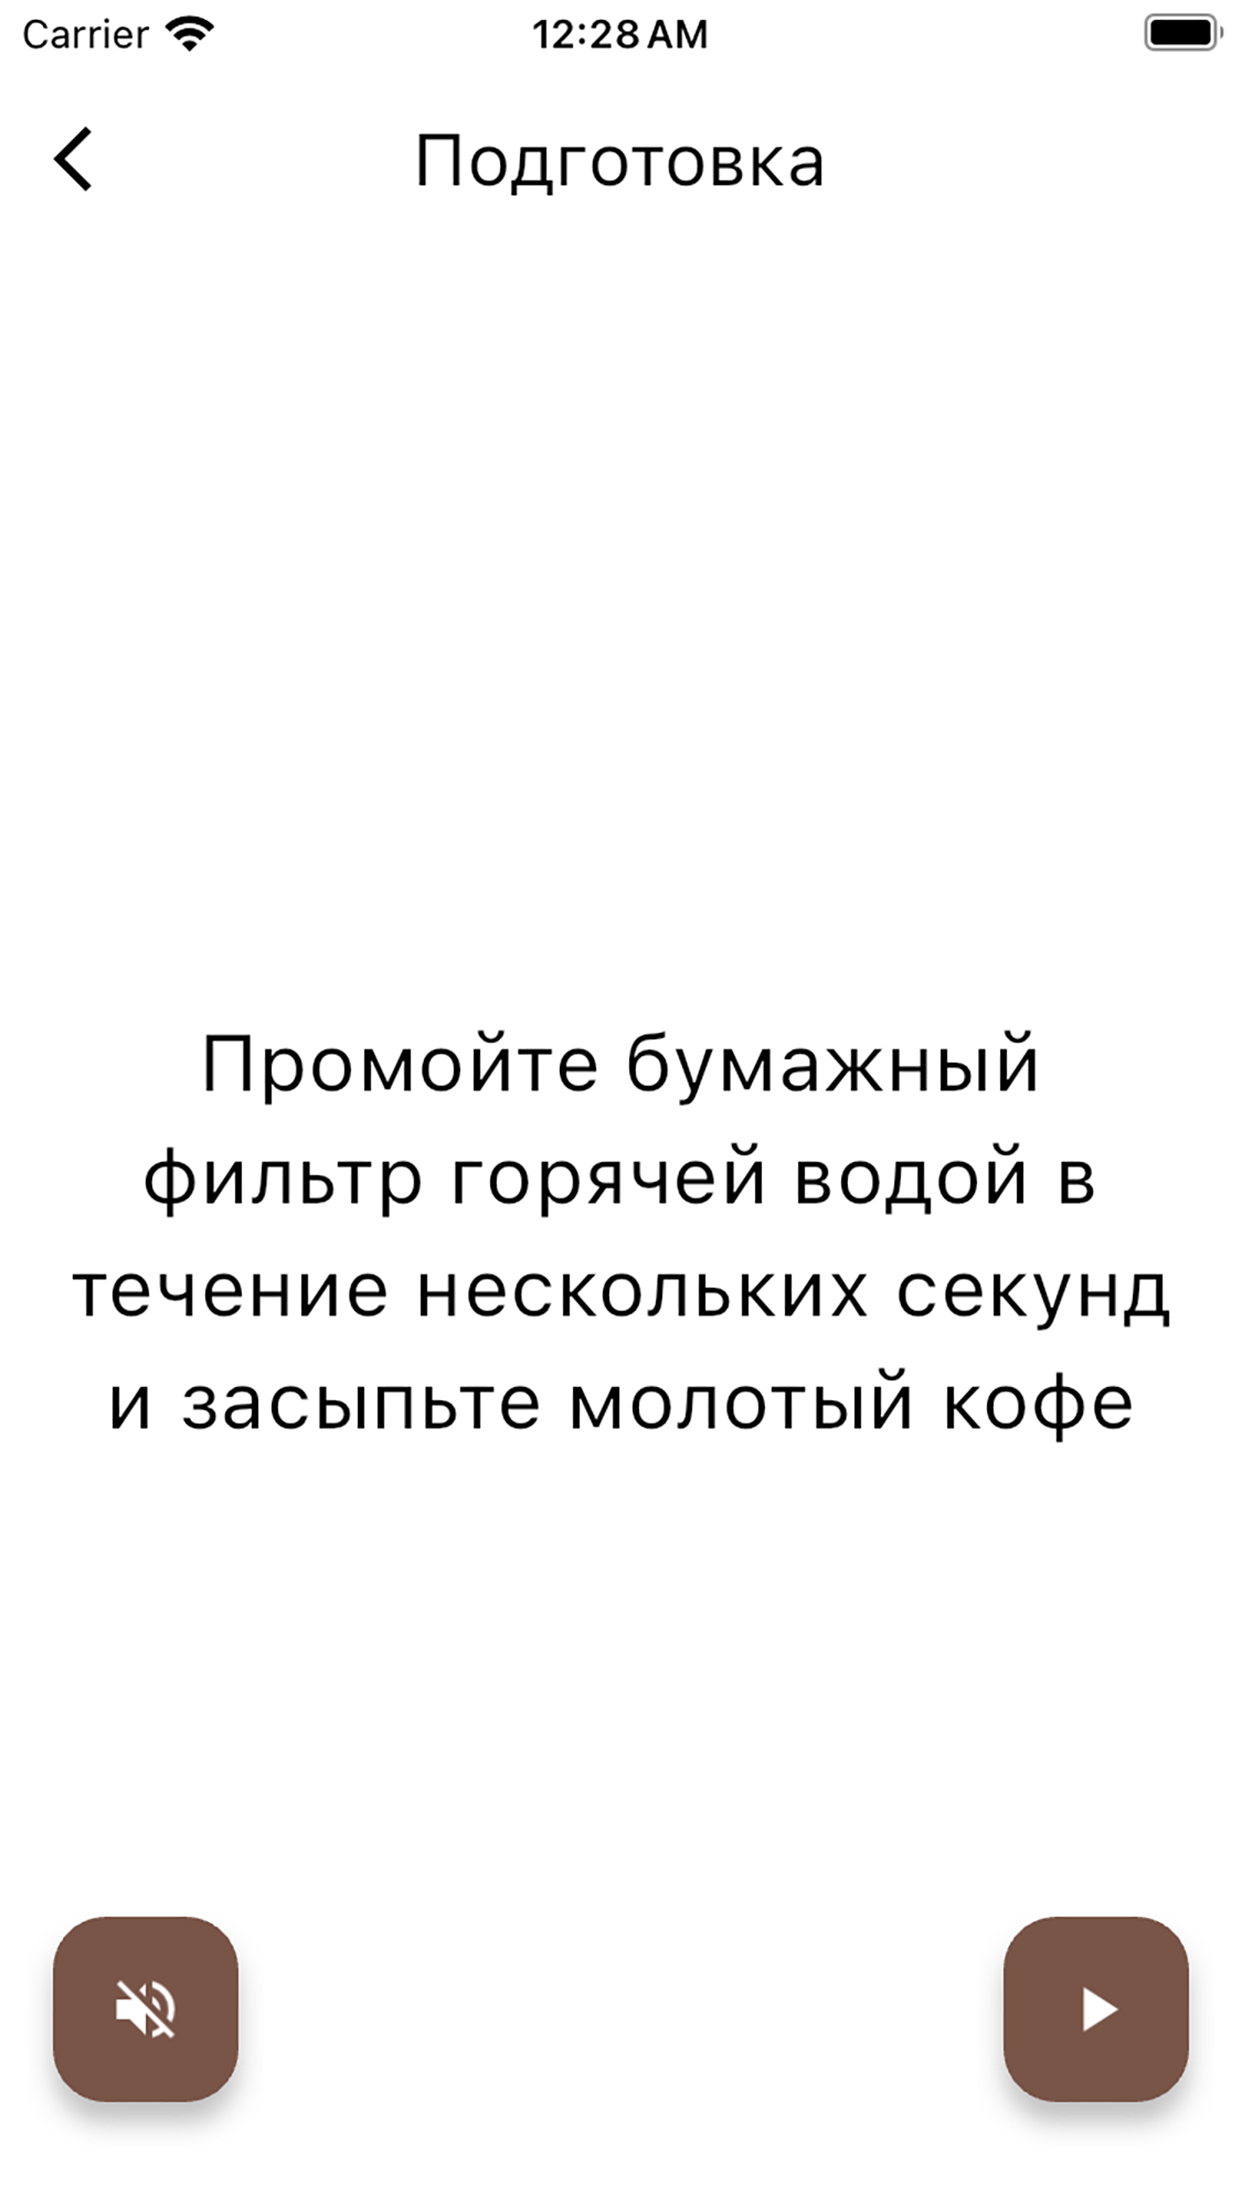 Carrier 12:28 AM
Подготовка
Промойте бумажный
фильтр горячей водой в
течение нескольких секунд
и засыпьте молотый кофе